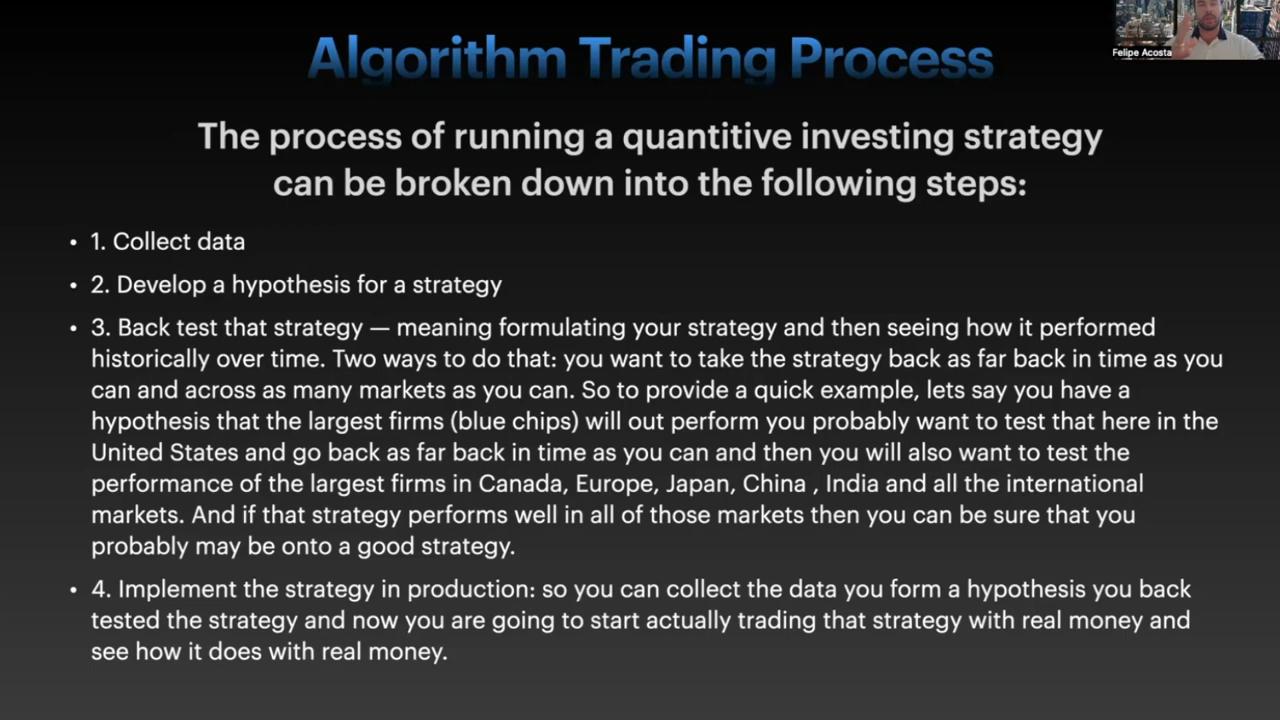 Algorithm Trading Process
Felipe Acosta
The process of running a quantitive investing strategy
can be broken down into the following steps:
• 1. Collect data
• 2. Develop a hypothesis for a strategy
• 3. Back test that strategy — meaning formulating your strategy and then seeing how it performed
historically over time. Two ways to do that: you want to take the strategy back as far back in time as you
can and across as many markets as you can. So to provide a quick example, lets say you have a
hypothesis that the largest firms (blue chips) will out perform you probably want to test that here in the
United States and go back as far back in time as you can and then you will also want to test the
performance of the largest firms in Canada, Europe, Japan, China , India and all the international
markets. And if that strategy performs well in all of those markets then you can be sure that you
probably may be onto a good strategy.
• 4. Implement the strategy in production: so you can collect the data you form a hypothesis you back
tested the strategy and now you are going to start actually trading that strategy with real money and
see how it does with real money.